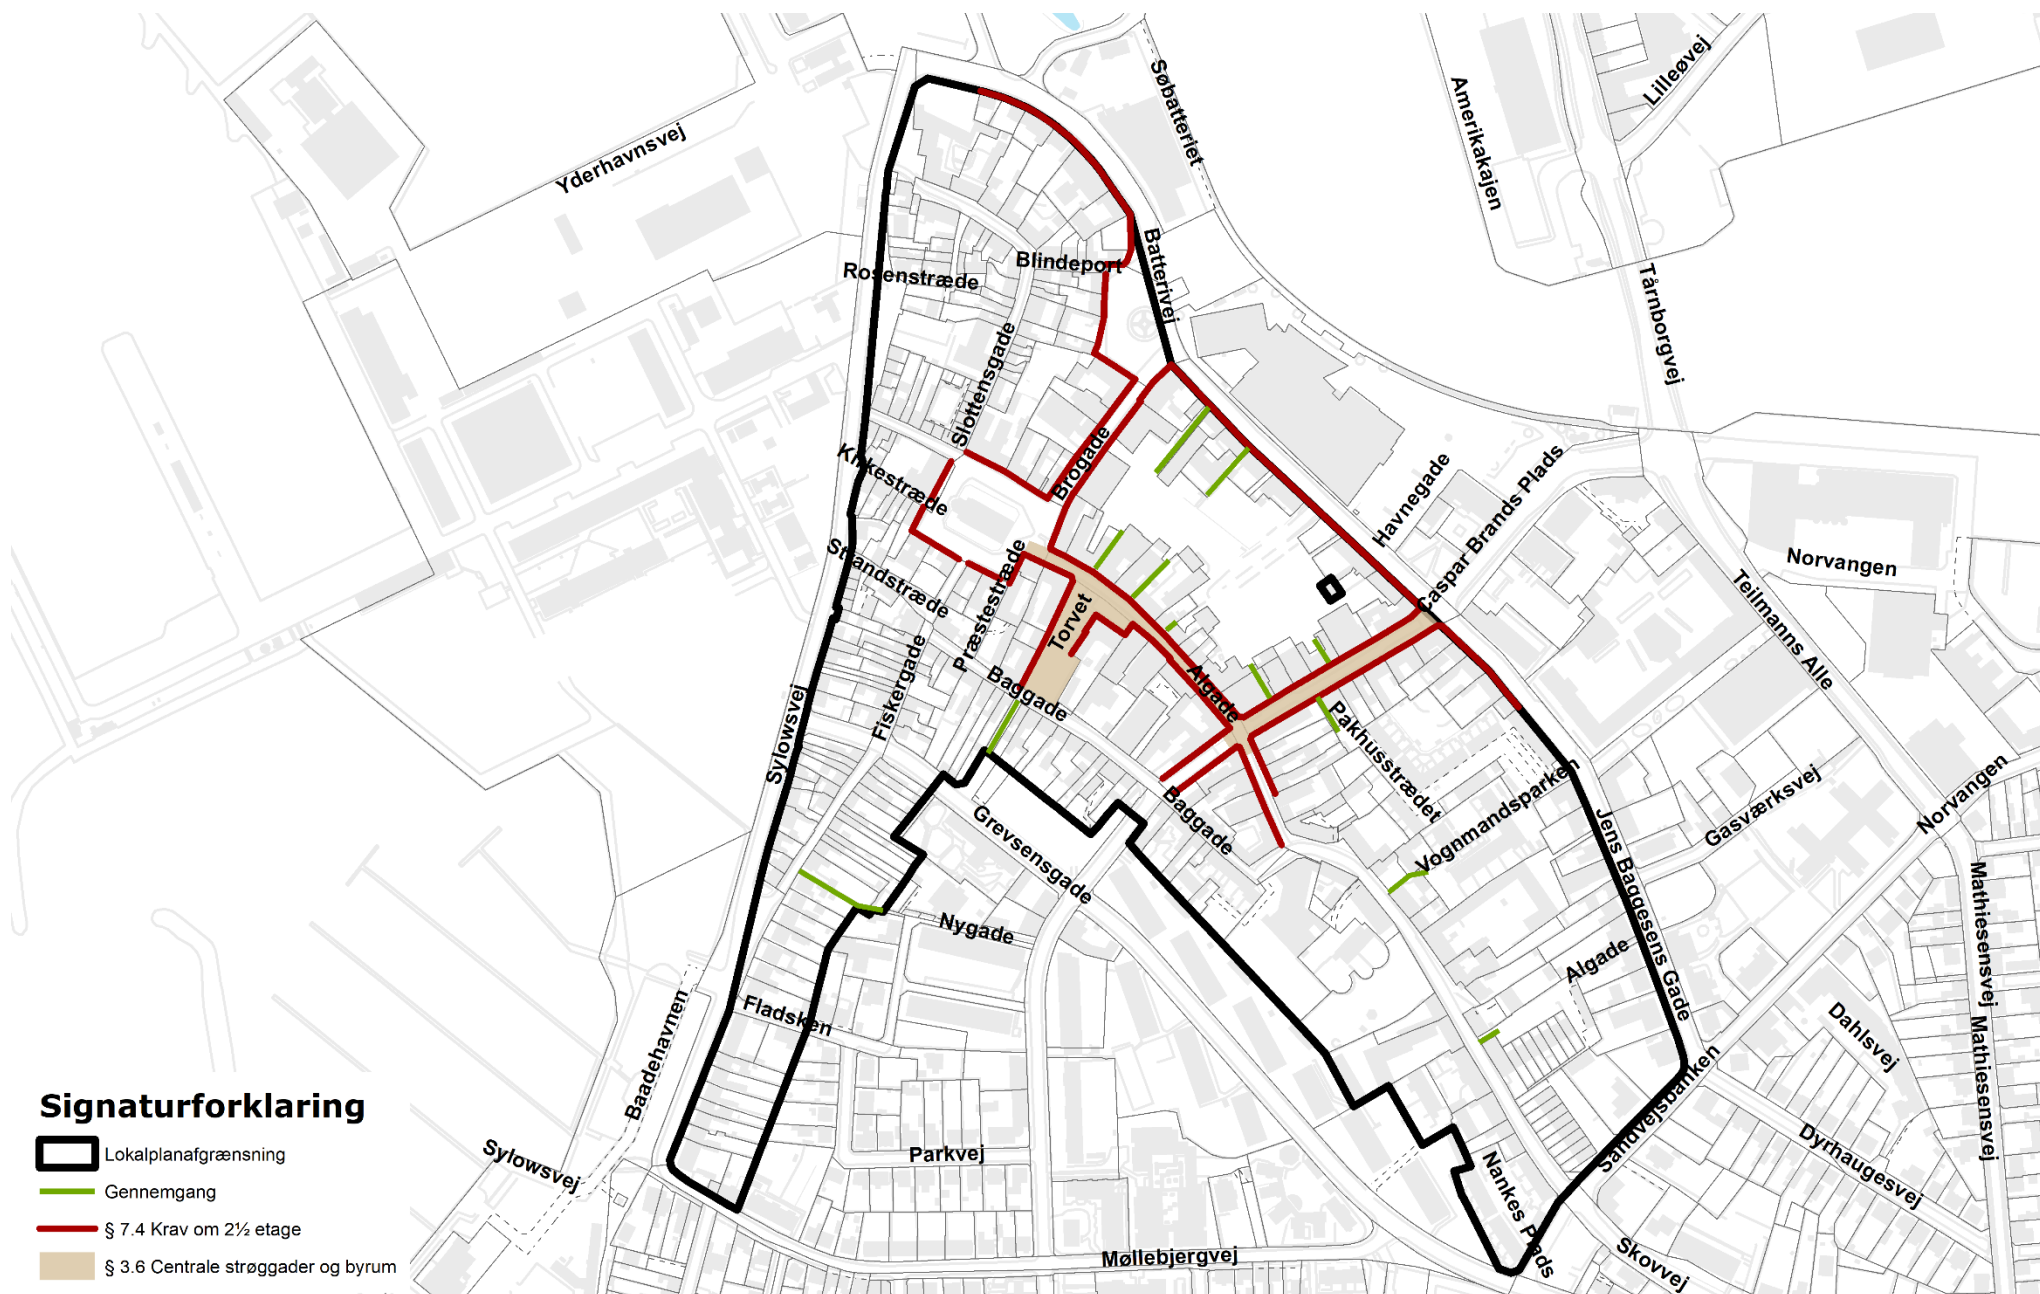 Søbatteriet
Amerikakajen
Lilleøvej
Yderhavnsvej
Batterivej
Blindeport
Rosenstræde
Tårnborgvej
Slottensgade
Brogade
Kirkestræde
Havnegade
Caspar Brands Plads
Strandstræde
Præstestræde
Torvet
Norvangen
Teilmanns Alle
Fiskergade
Baggade
Algade
Sylowsvej
Pakhusstrædet
Vognmandsparken
Gasværksvej
Norvangen
Baggade
Grevsensgade
Jens Baggesens Gade
Mathiesensvej
Nygade
Algade
Fladsken
Baadehavnen
Dahlsvej
Mathiesensvej
Sandvejsbanken
Dyrhaugesvej
Sylowsvej
Parkvej
Nankes Plads
Møllebjergvej
Skovvej
Signaturforklaring
Lokalplanafgrænsning
Gennemgang
§ 7.4 Krav om 2½ etage
§ 3.6 Centrale strøggader og byrum